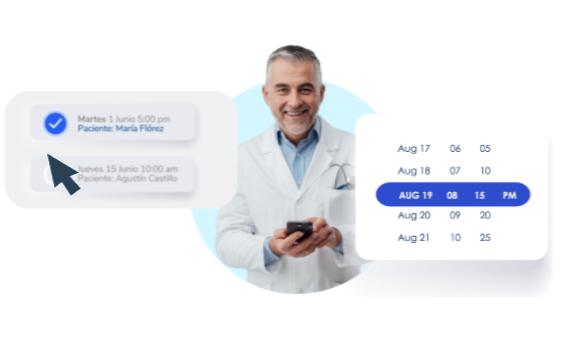 Martes 1 Junio 5:00 pm
Paciente: María Flórez
Jueves 15 Junio 10:00 am
Paciente: Agustín Castillo
Aug 17 06 05
Aug 18 07 10
AUG 19 08 15 PM
Aug 20 09 20
Aug 21 10 25